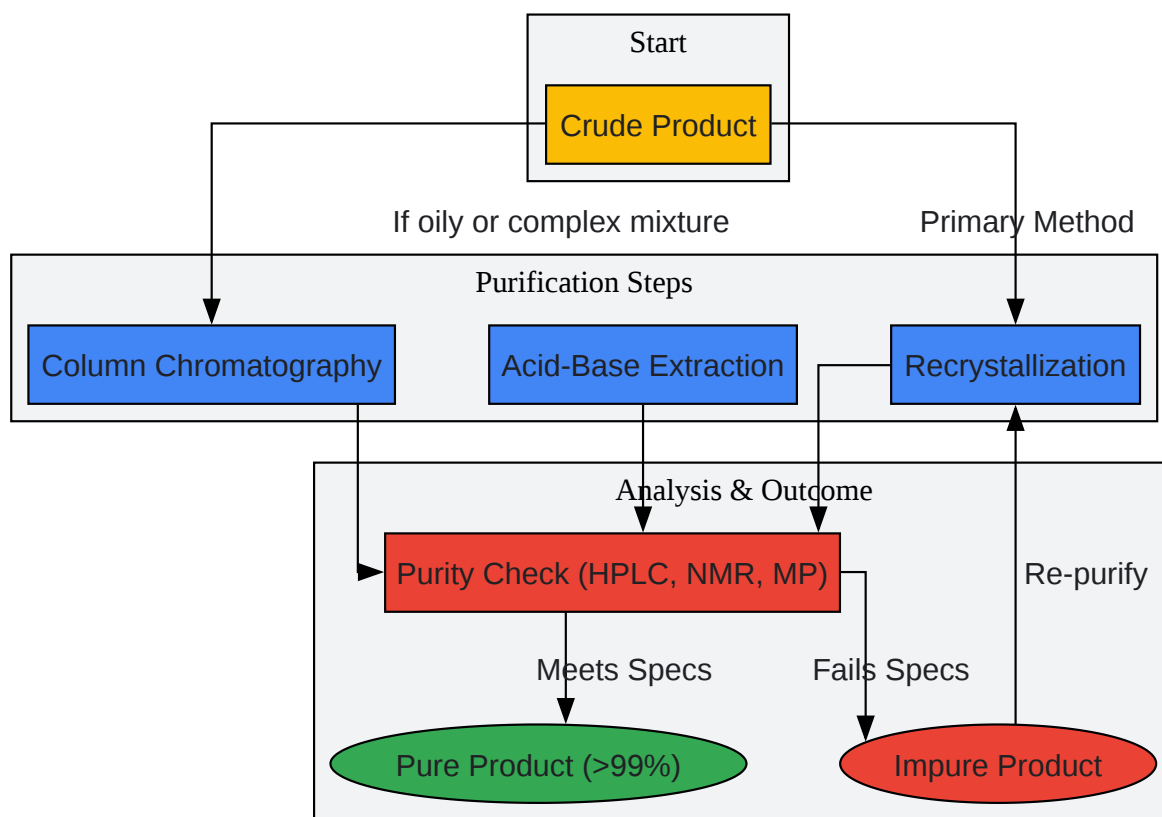 Start
Crude Product
If oily or complex mixture
Primary Method
Purification Steps
Column Chromatography
Acid-Base Extraction
Recrystallization
Analysis & Outcome
Purity Check (HPLC, NMR, MP)
Re-purify
Meets Specs
Fails Specs
Pure Product (>99%)
Impure Product